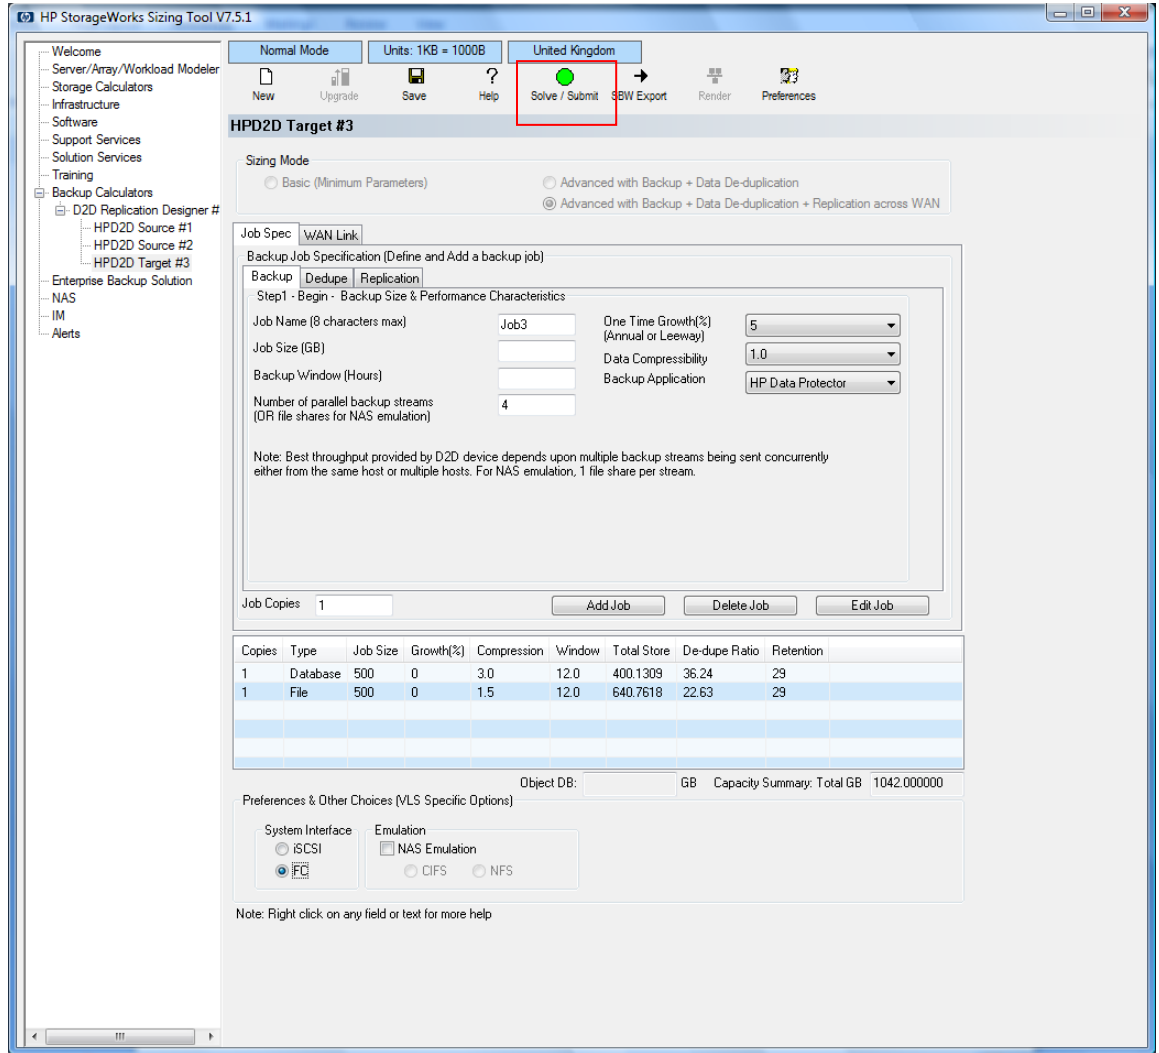 HP StorageWorks Sizing Tool V7.5.1
Welcome
Server/Array/Workload Modeler
Storage Calculators
Infrastructure
Software
Support Services
Solution Services
Training
Backup Calculators
D2D Replication Designer #
HPD2D Source #1
HPD2D Source #2
HPD2D Target #3
Enterprise Backup Solution
NAS
IM
Alerts
Normal Mode
Units: 1KB = 1000B
United Kingdom
New
Upgrade
Save
Help
Solve / Submit
SBW Export
Render
Preferences
HPD2D Target #3
Sizing Mode
Basic (Minimum Parameters)
Advanced with Backup + Data De-duplication
Advanced with Backup + Data De-duplication + Replication across WAN
Job Spec
WAN Link
Backup Job Specification (Define and Add a backup job)
Backup
Dedupe
Replication
Step1 - Begin - Backup Size & Performance Characteristics
Job Name (8 characters max)
Job3
Job Size (GB)
Backup Window (Hours)
Number of parallel backup streams
(OR file shares for NAS emulation)
4
One Time Growth(%)
(Annual or Leeway)
5
Data Compressibility
1.0
Backup Application
HP Data Protector
Note: Best throughput provided by D2D device depends upon multiple backup streams being sent concurrently
either from the same host or multiple hosts. For NAS emulation, 1 file share per stream.
Job Copies 1
Add Job
Delete Job
Edit Job
Copies Type Job Size Growth(%) Compression Window Total Store De-dupe Ratio Retention
1 Database 500 0 3.0 12.0 400.1309 36.24 29
1 File 500 0 1.5 12.0 640.7618 22.63 29
Object DB: GB Capacity Summary: Total GB 1042.000000
Preferences & Other Choices (VLS Specific Options)
System Interface
iSCSI
FC
Emulation
NAS Emulation
CIFS
NFS
Note: Right click on any field or text for more help